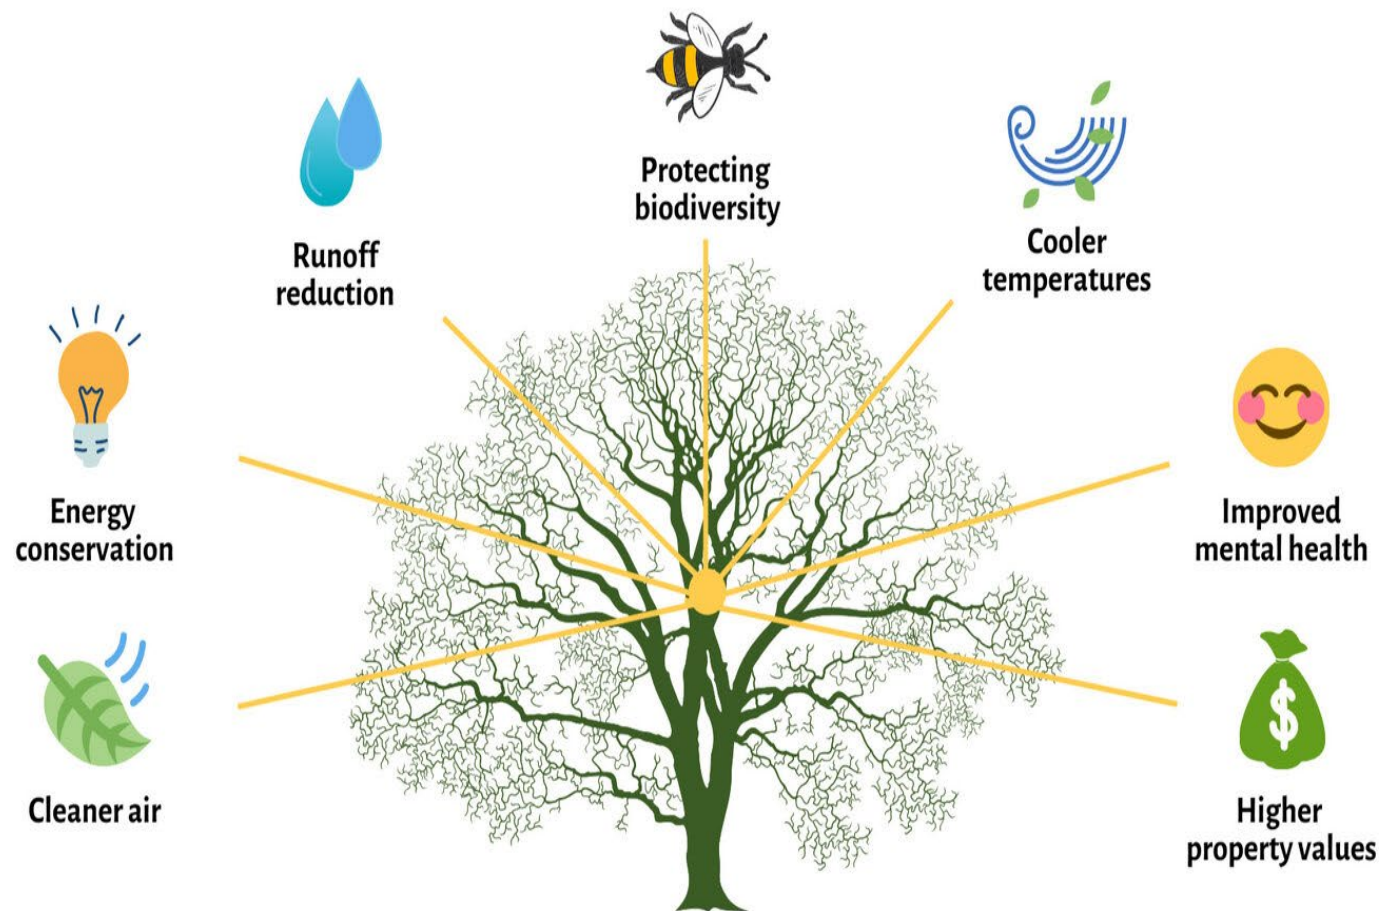 Protecting
biodiversity
Runoff
reduction
Cooler
temperatures
Energy
conservation
Improved
mental health
Cleaner air
$
Higher
property values